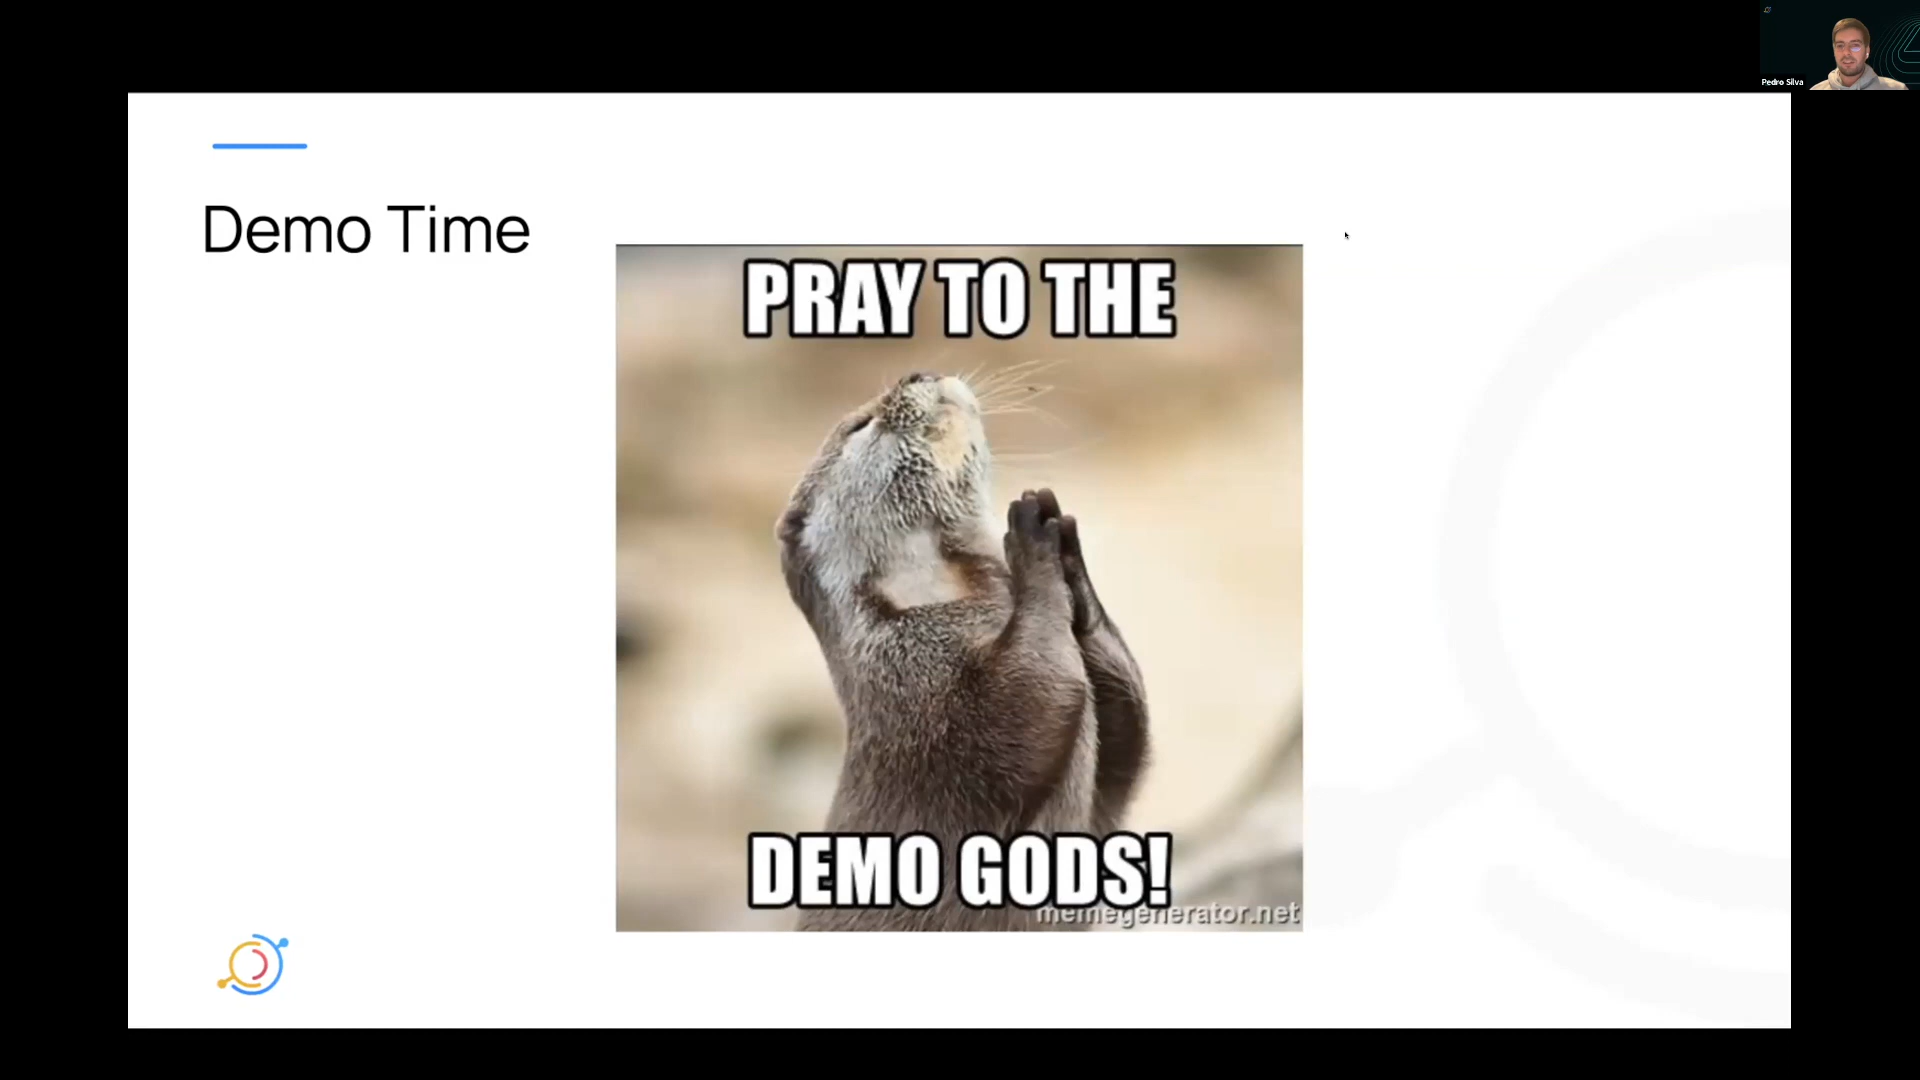 Pedro Silva
Demo Time
PRAY TO THE
DEMO GODS!
memegenerator.net